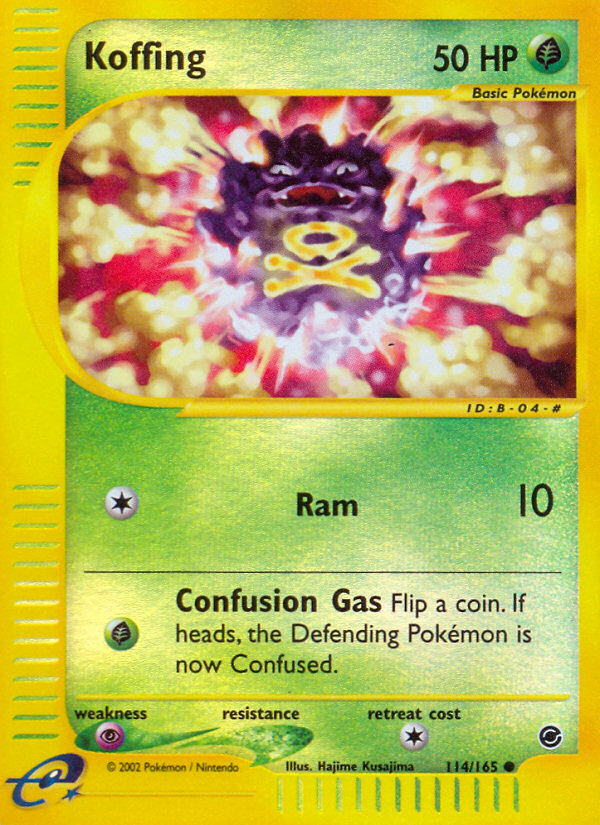 Koffing
50 HP
Basic Pokémon
ID:B-04-#
Ram 10
Confusion Gas Flip a coin. If
heads, the Defending Pokémon is
now Confused.
weakness resistance retreat cost
© 2002 Pokémon / Nintendo Illus. Hajime Kusajima 114/165
e